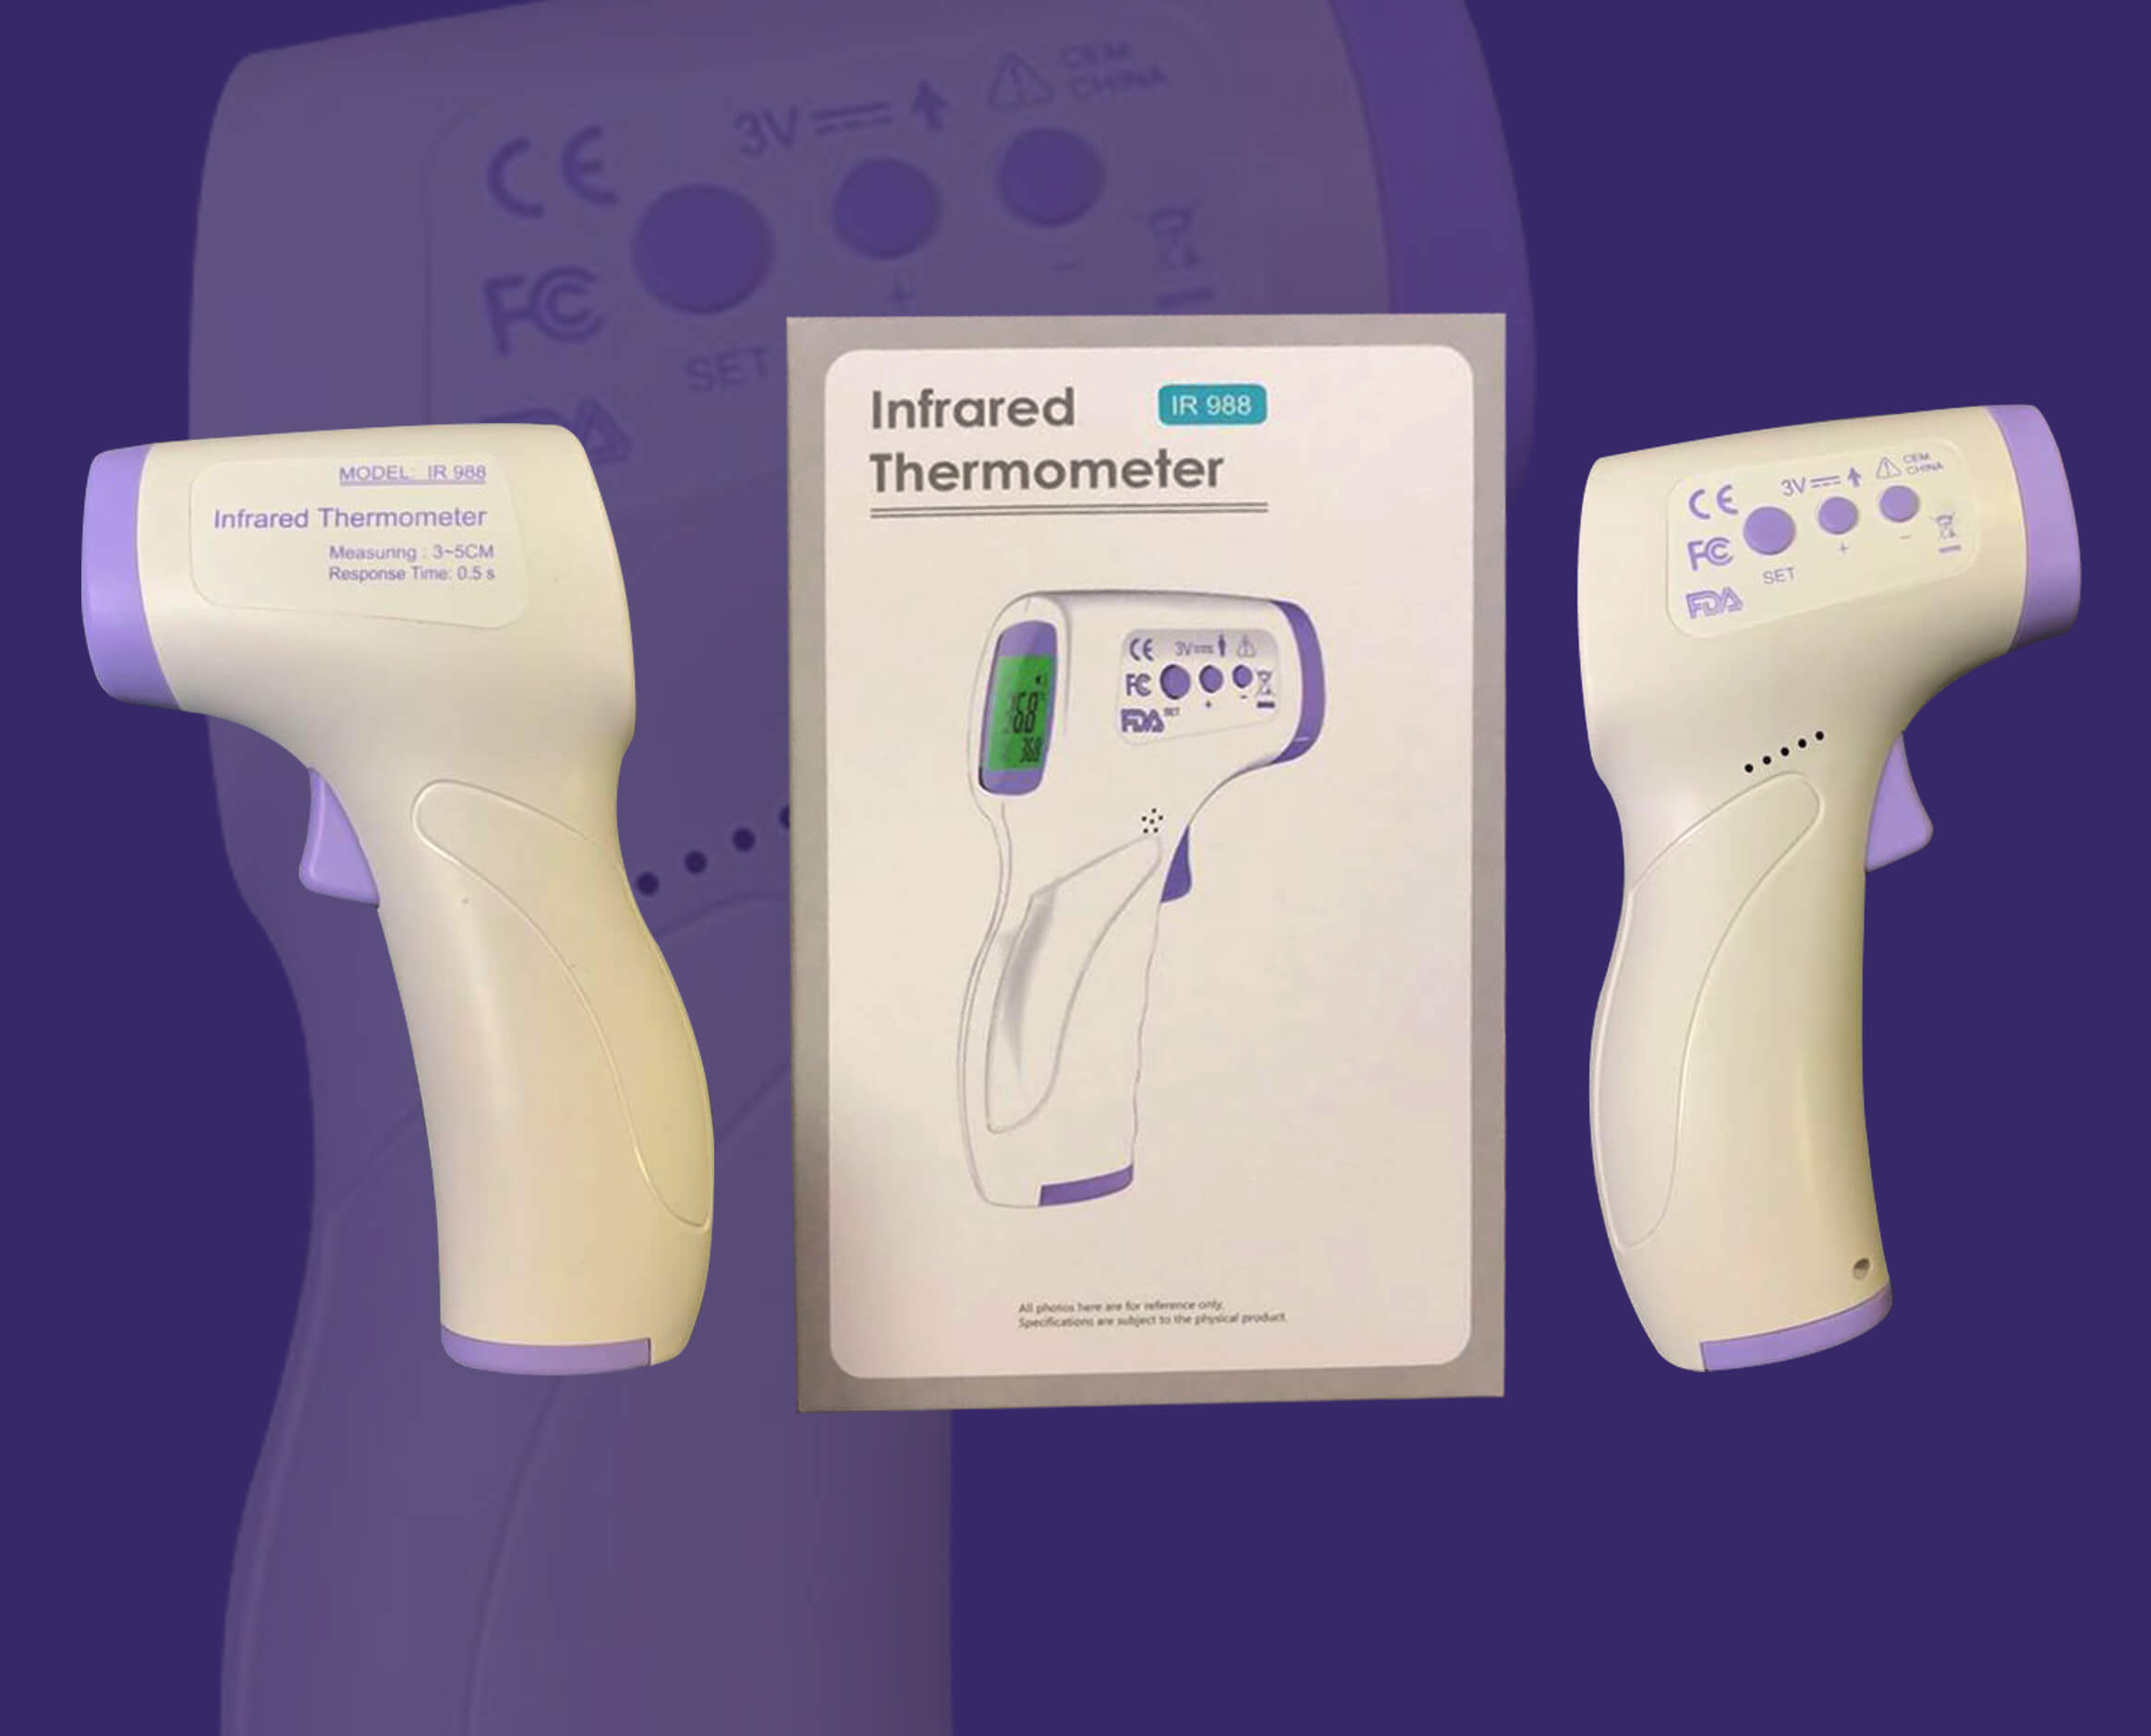 CE
3V
CEM
CHINA
FC
SET
+
-
MODEL: IR 988
Infrared Thermometer
Measuring : 3~5CM
Response Time: 0.5 s
Infrared
IR 988
Thermometer
CE
3V
FC
FDA
SET
+
-
368
All photos here are for reference only.
Specifications are subject to the physical product.
CE
3V
CEM
CHINA
FC
FDA
SET
+
-